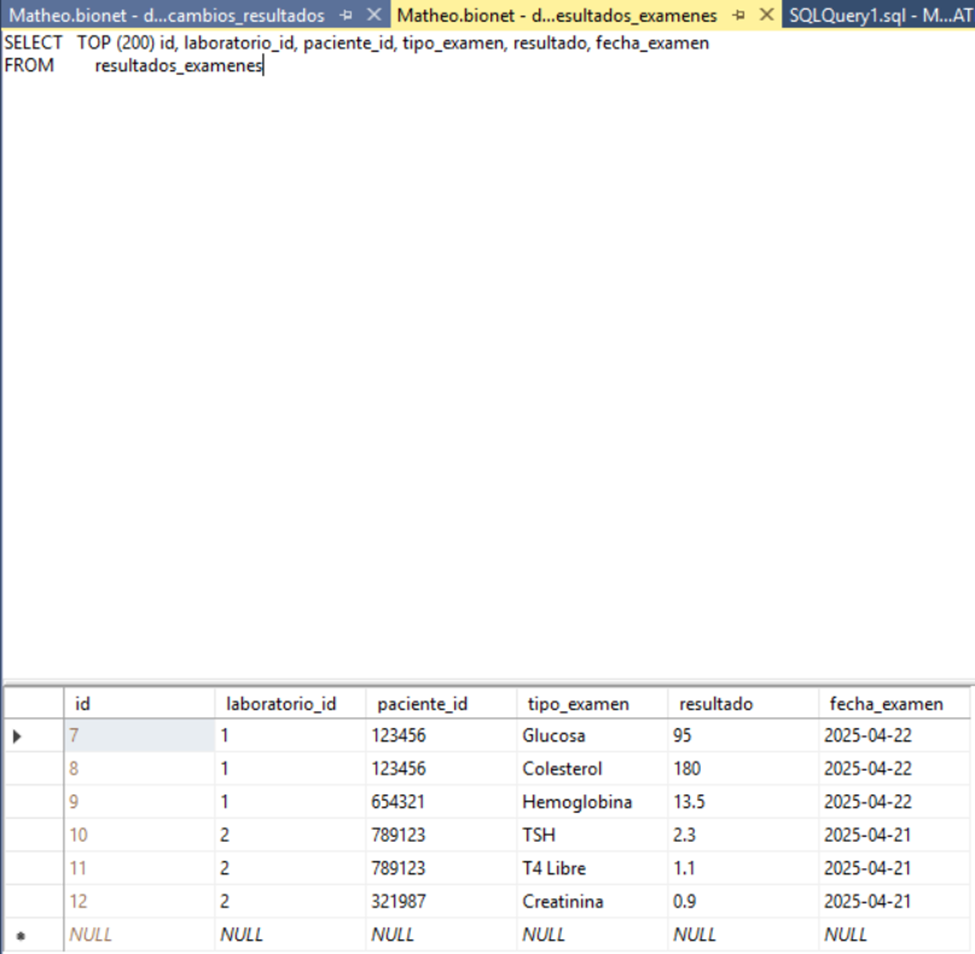 Matheo.bionet - d...cambios_resultados Matheo.bionet - d...esultados_examenes SQLQuery1.sql - M...AT
SELECT TOP (200) id, laboratorio_id, paciente_id, tipo_examen, resultado, fecha_examen
FROM resultados_examenes
id laboratorio_id paciente_id tipo_examen resultado fecha_examen
7 1 123456 Glucosa 95 2025-04-22
8 1 123456 Colesterol 180 2025-04-22
9 1 654321 Hemoglobina 13.5 2025-04-22
10 2 789123 TSH 2.3 2025-04-21
11 2 789123 T4 Libre 1.1 2025-04-21
12 2 321987 Creatinina 0.9 2025-04-21
NULL NULL NULL NULL NULL NULL